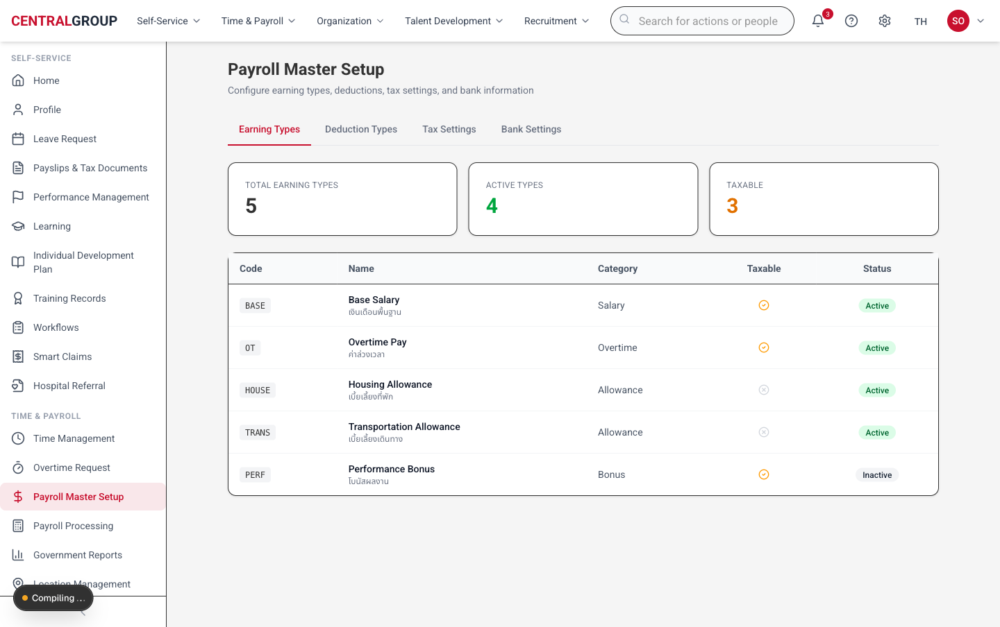 CENTRALGROUP
Self-Service
Time & Payroll
Organization
Talent Development
Recruitment
Search for actions or people
3
TH
SO
SELF-SERVICE
Home
Profile
Leave Request
Payslips & Tax Documents
Performance Management
Learning
Individual Development
Plan
Training Records
Workflows
Smart Claims
Hospital Referral
TIME & PAYROLL
Time Management
Overtime Request
Payroll Master Setup
Payroll Processing
Government Reports
Location Management
Compiling ...
Payroll Master Setup
Configure earning types, deductions, tax settings, and bank information
Earning Types
Deduction Types
Tax Settings
Bank Settings
TOTAL EARNING TYPES
5
ACTIVE TYPES
4
TAXABLE
3
Code Name Category Taxable Status
BASE Base Salary Salary Active
เงินเดือนพื้นฐาน
OT Overtime Pay Overtime Active
ค่าล่วงเวลา
HOUSE Housing Allowance Allowance Active
เบี้ยเลี้ยงที่พัก
TRANS Transportation Allowance Allowance Active
เบี้ยเลี้ยงเดินทาง
PERF Performance Bonus Bonus Inactive
โบนัสผลงาน